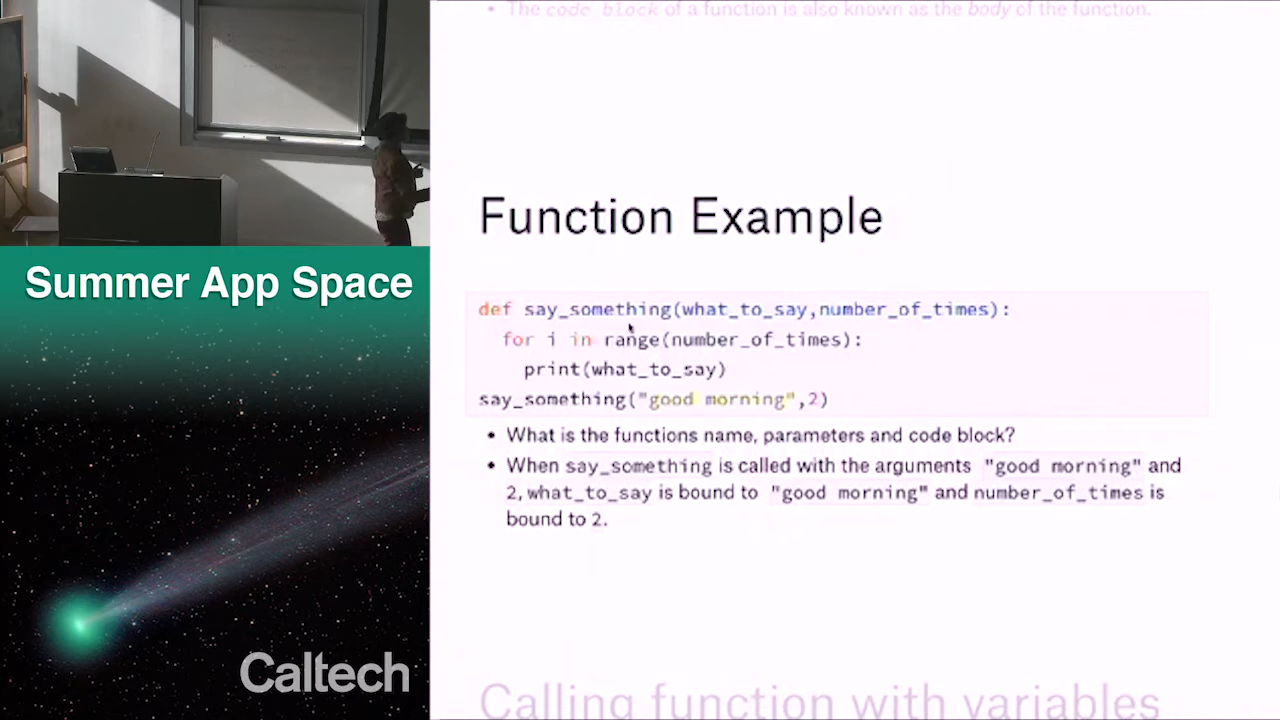 • The code block of a function is also known as the body of the function.
Function Example
def say_something(what_to_say,number_of_times):
for i in range(number_of_times):
print(what_to_say)
say_something("good morning",2)
• What is the functions name, parameters and code block?
• When say_something is called with the arguments "good morning" and
2, what_to_say is bound to "good morning" and number_of_times is
bound to 2.
Calling function with variables
Summer App Space
Caltech